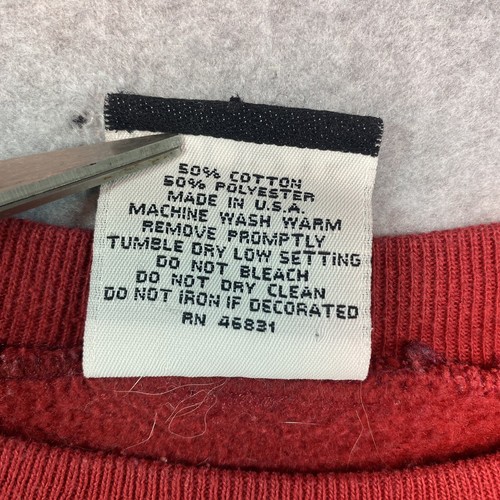 50% COTTON
50% POLYESTER
MADE IN U.S.A.
MACHINE WASH WARM
REMOVE PROMPTLY
TUMBLE DRY LOW SETTING
DO NOT BLEACH
DO NOT DRY CLEAN
DO NOT IRON IF DECORATED
RN 46831